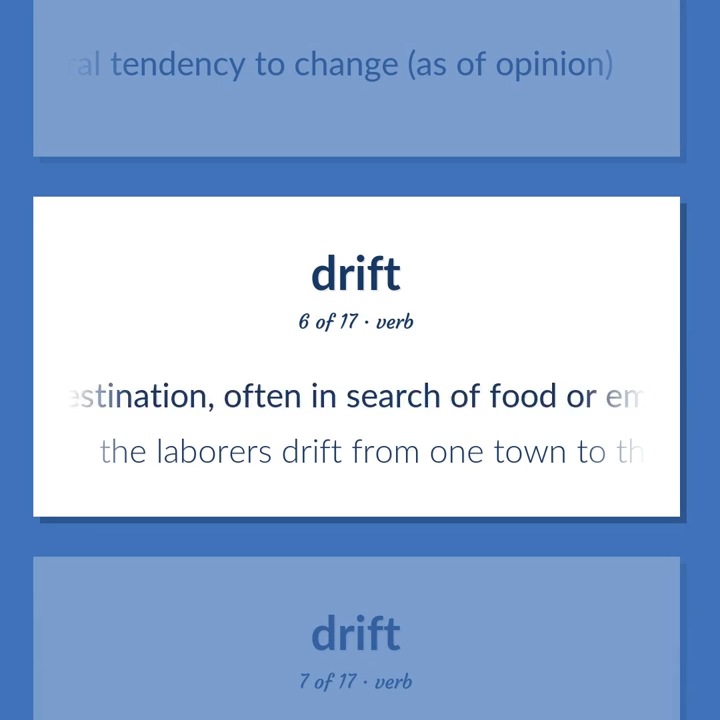 tendency to change (as of opinion)
drift
6 of 17 · verb
estination, often in search of food or em
the laborers drift from one town to th
drift
7 of 17 · verb